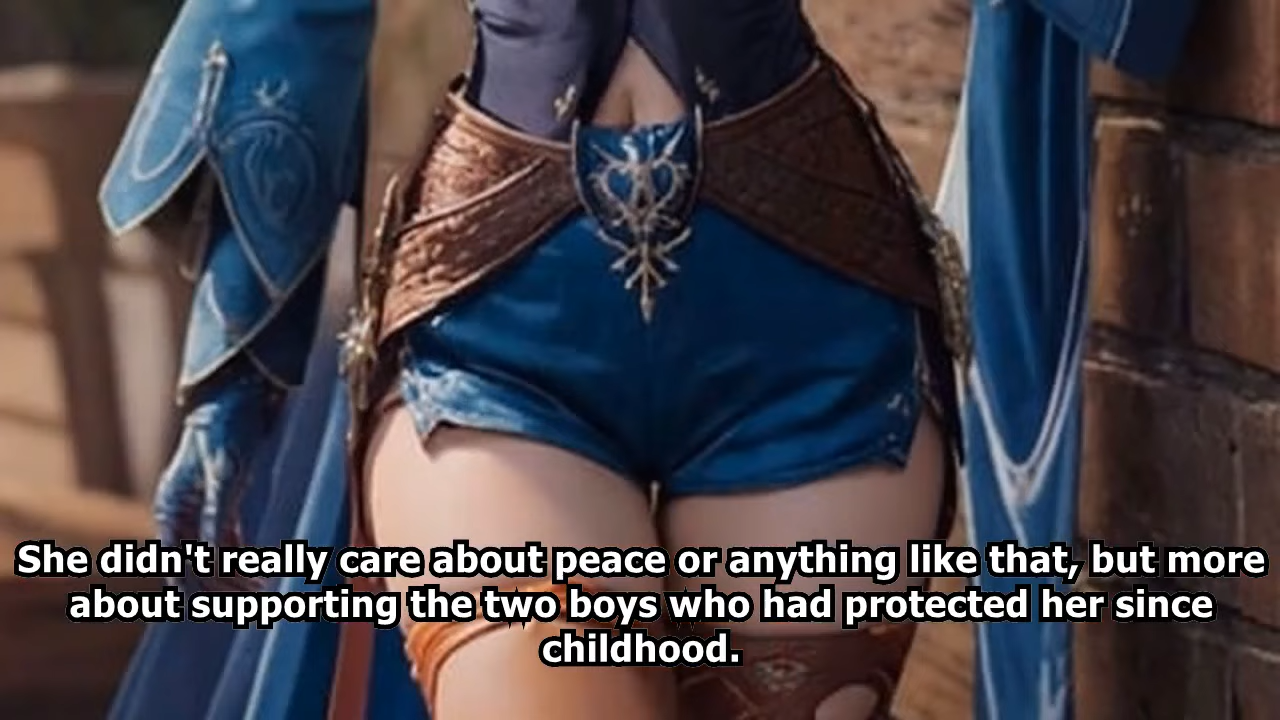 She didn't really care about peace or anything like that, but more
about supporting the two boys who had protected her since
childhood.